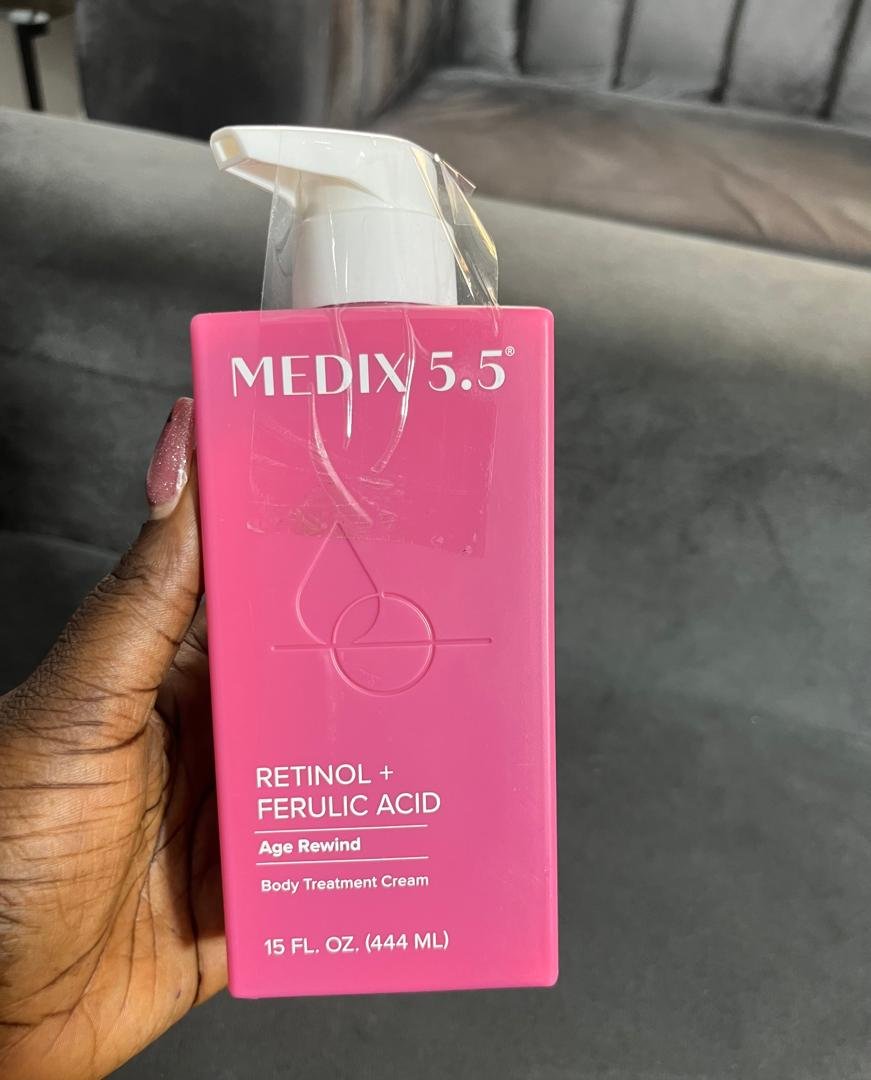 MEDIX 5.5®
RETINOL +
FERULIC ACID
Age Rewind
Body Treatment Cream
15 FL. OZ. (444 ML)